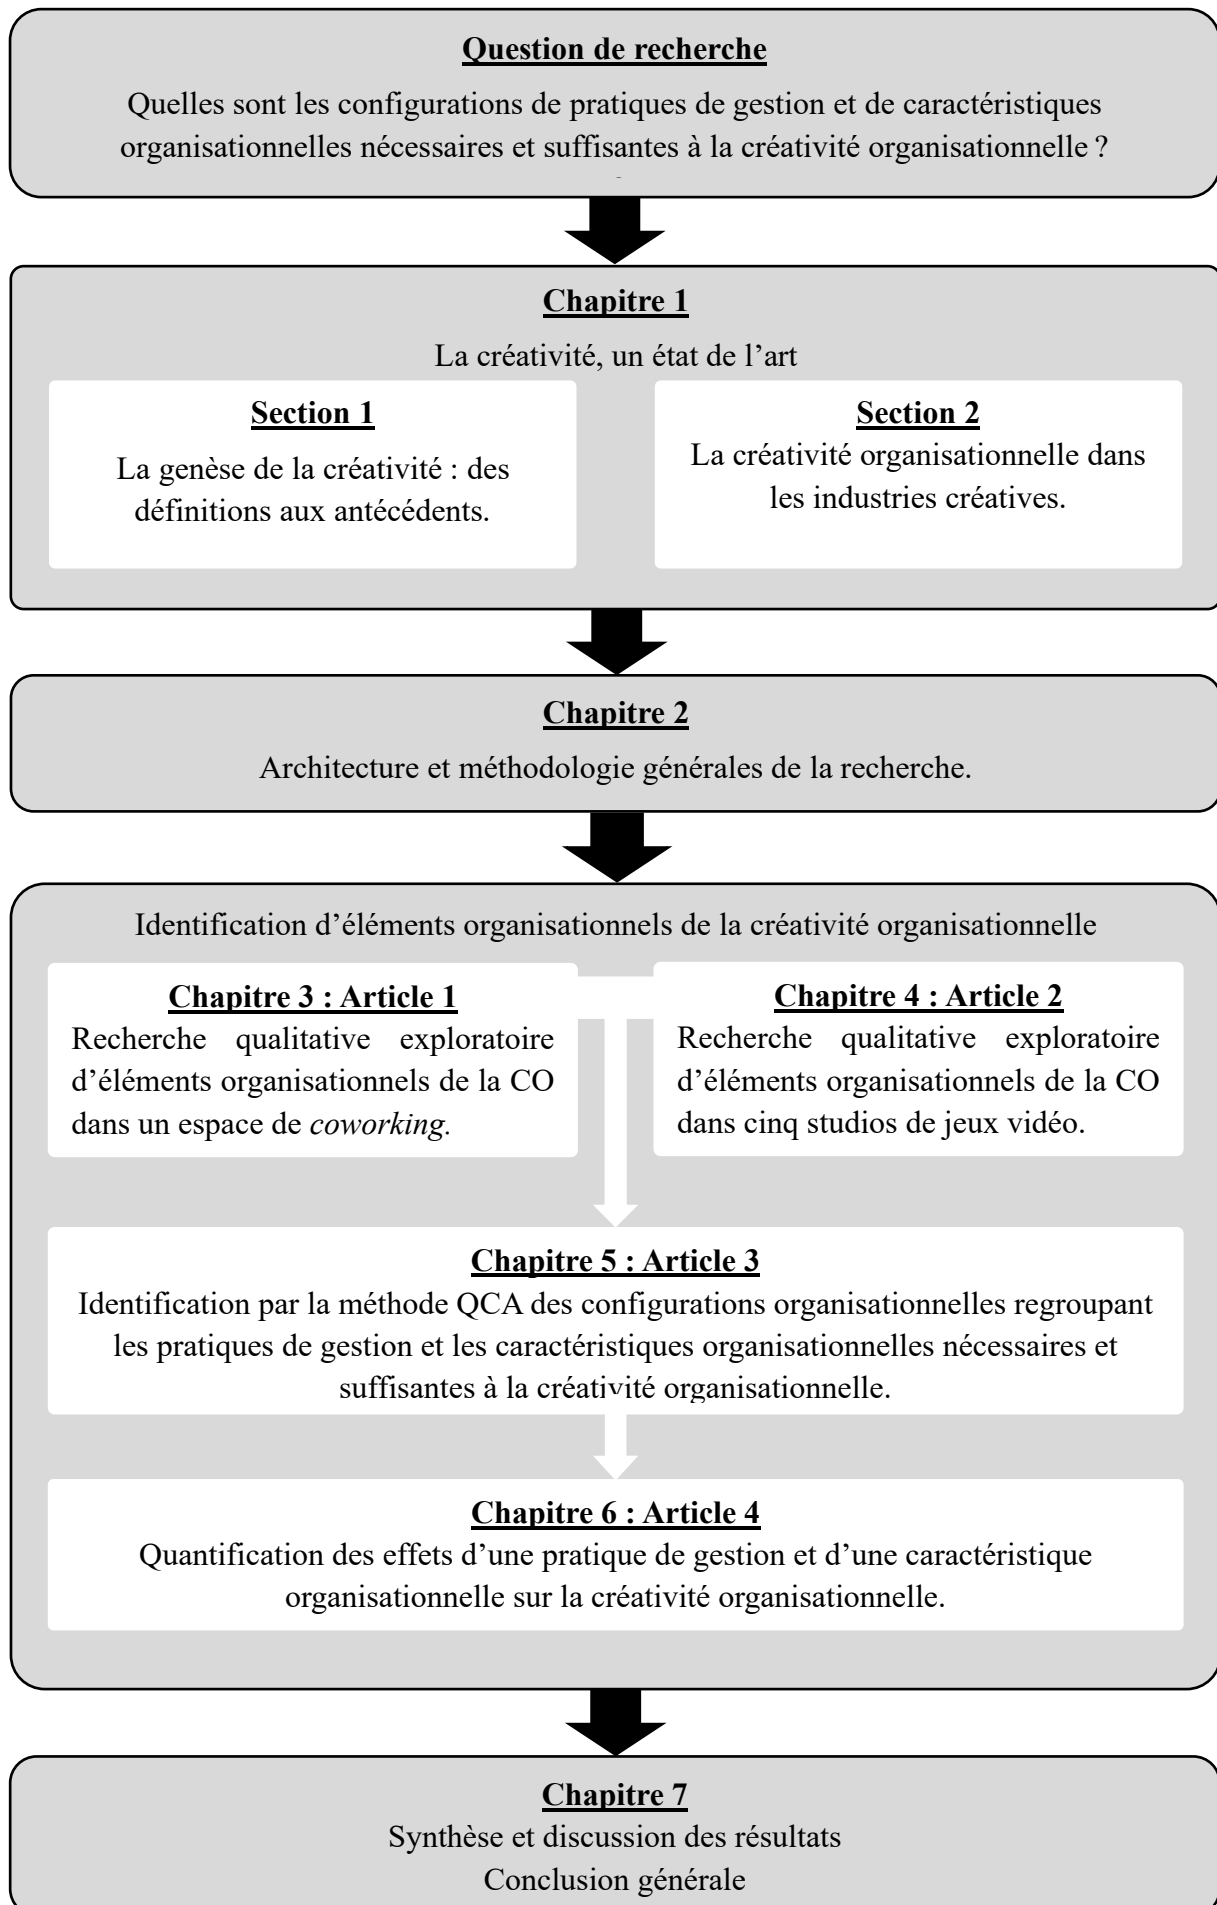 Question de recherche
Quelles sont les configurations de pratiques de gestion et de caractéristiques
organisationnelles nécessaires et suffisantes à la créativité organisationnelle ?
Chapitre 1
La créativité, un état de l’art
Section 1
La genèse de la créativité : des
définitions aux antécédents.
Section 2
La créativité organisationnelle dans
les industries créatives.
Chapitre 2
Architecture et méthodologie générales de la recherche.
Identification d’éléments organisationnels de la créativité organisationnelle
Chapitre 3 : Article 1
Recherche qualitative exploratoire
d’éléments organisationnels de la CO
dans un espace de coworking.
Chapitre 4 : Article 2
Recherche qualitative exploratoire
d’éléments organisationnels de la CO
dans cinq studios de jeux vidéo.
Chapitre 5 : Article 3
Identification par la méthode QCA des configurations organisationnelles regroupant
les pratiques de gestion et les caractéristiques organisationnelles nécessaires et
suffisantes à la créativité organisationnelle.
Chapitre 6 : Article 4
Quantification des effets d’une pratique de gestion et d’une caractéristique
organisationnelle sur la créativité organisationnelle.
Chapitre 7
Synthèse et discussion des résultats
Conclusion générale